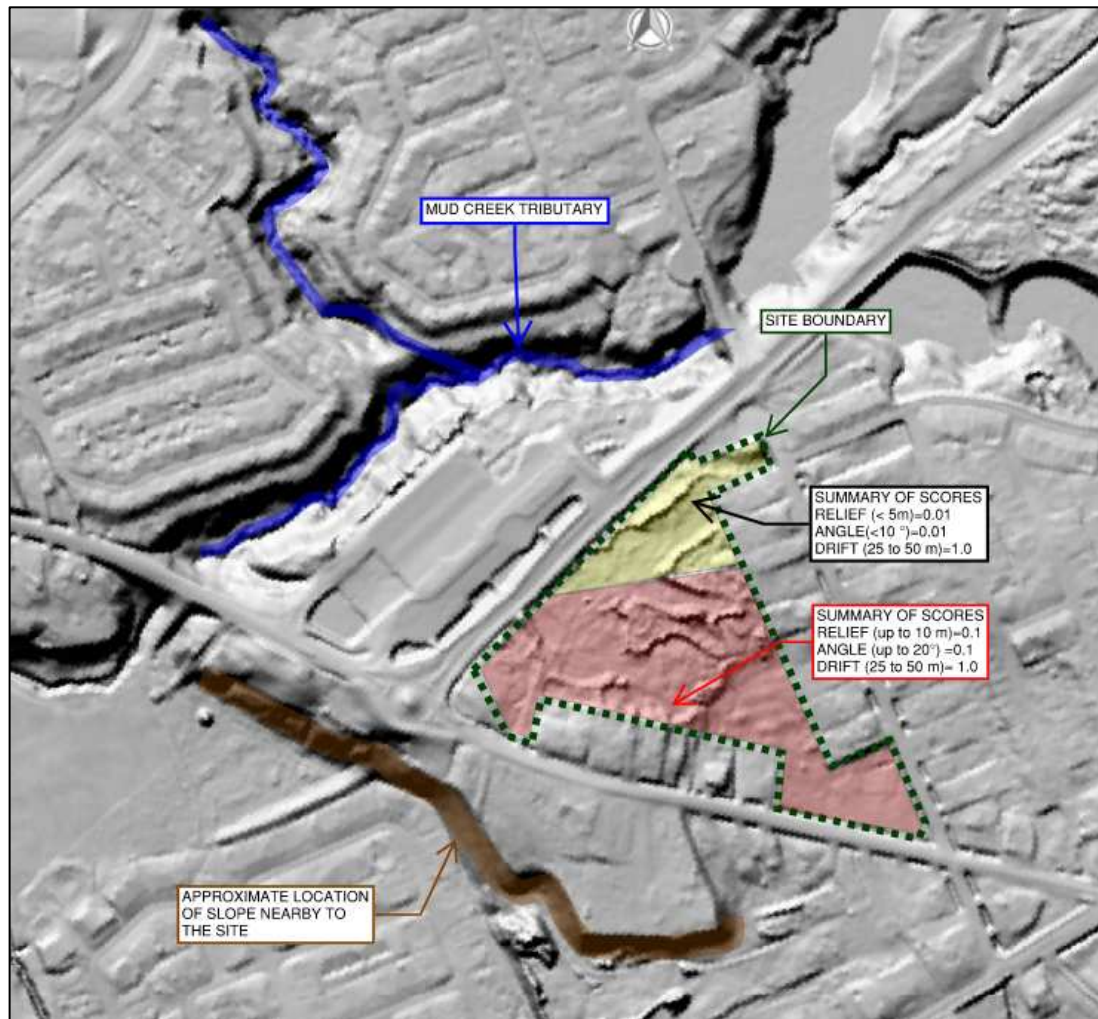 MUD CREEK TRIBUTARY
SITE BOUNDARY
SUMMARY OF SCORES
RELIEF (< 5m)=0.01
ANGLE(<10 °)=0.01
DRIFT (25 to 50 m)=1.0
SUMMARY OF SCORES
RELIEF (up to 10 m)=0.1
ANGLE (up to 20°) =0.1
DRIFT (25 to 50 m)= 1.0
APPROXIMATE LOCATION
OF SLOPE NEARBY TO
THE SITE